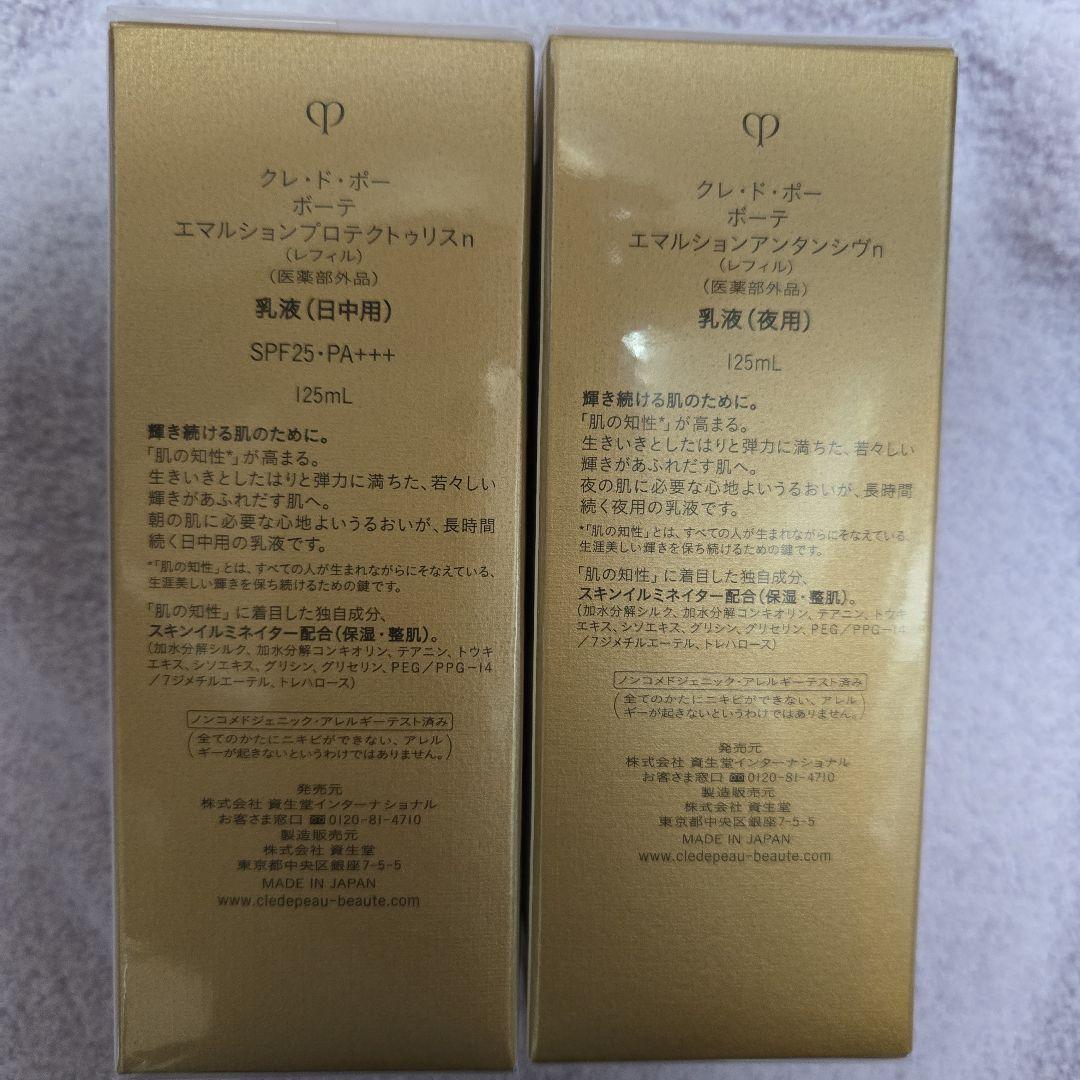 クレ・ド・ポー
ボーテ
エマルションプロテクトゥリスn
(レフィル)
(医薬部外品)
乳液(日中用)
SPF25・PA+++
125mL
輝き続ける肌のために。
「肌の知性*」が高まる。
生きいきとしたはりと弾力に満ちた、若々しい
輝きがあふれだす肌へ。
朝の肌に必要な心地よいうるおいが、長時間
続く日中用の乳液です。
*「肌の知性」とは、すべての人が生まれながらにそなえている、
生涯美しい輝きを保ち続けるための鍵です。
「肌の知性」に着目した独自成分、
スキンイルミネイター配合(保湿・整肌)。
(加水分解シルク、加水分解コンキオリン、テアニン、トウキ
エキス、シソエキス、グリシン、グリセリン、PEG/PPG-14
/7ジメチルエーテル、トレハロース)
ノンコメドジェニック・アレルギーテスト済み
(全てのかたにニキビができない、アレル
ギーが起きないというわけではありません。)
発売元
株式会社 資生堂インターナショナル
お客さま窓口 0120-81-4710
製造販売元
株式会社 資生堂
東京都中央区銀座7-5-5
MADE IN JAPAN
www.cledepeau-beaute.com
クレ・ド・ポー
ボーテ
エマルションアンタンシヴn
(レフィル)
(医薬部外品)
乳液(夜用)
125mL
輝き続ける肌のために。
「肌の知性*」が高まる。
生きいきとしたはりと弾力に満ちた、若々しい
輝きがあふれだす肌へ。
夜の肌に必要な心地よいうるおいが、長時間
続く夜用の乳液です。
*「肌の知性」とは、すべての人が生まれながらにそなえている、
生涯美しい輝きを保ち続けるための鍵です。
「肌の知性」に着目した独自成分、
スキンイルミネイター配合(保湿・整肌)。
(加水分解シルク、加水分解コンキオリン、テアニン、トウキ
エキス、シソエキス、グリシン、グリセリン、PEG/PPG-14
/7ジメチルエーテル、トレハロース)
ノンコメドジェニック・アレルギーテスト済み
(全てのかたにニキビができない、アレル
ギーが起きないというわけではありません。)
発売元
株式会社 資生堂インターナショナル
お客さま窓口 0120-81-4710
製造販売元
株式会社 資生堂
東京都中央区銀座7-5-5
MADE IN JAPAN
www.cledepeau-beaute.com